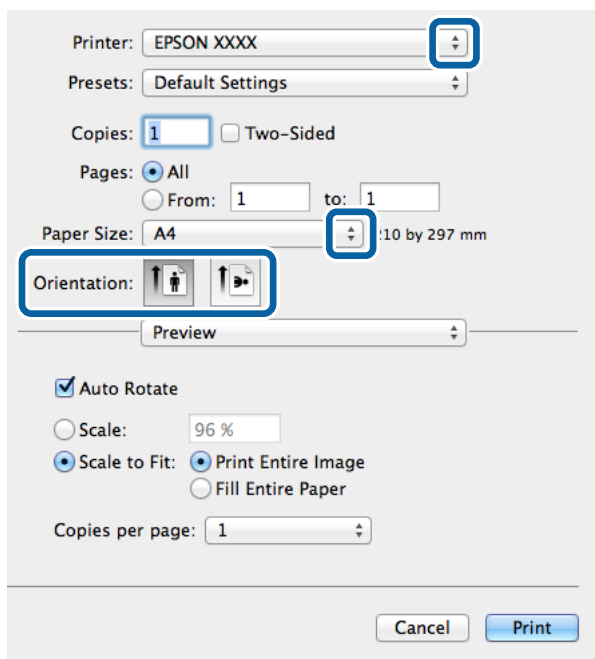 Printer: EPSON XXXX
Presets: Default Settings
Copies: 1 Two-Sided
Pages: All
From: 1 to: 1
Paper Size: A4 210 by 297 mm
Orientation:
Preview
Auto Rotate
Scale: 96 %
Scale to Fit: Print Entire Image
Fill Entire Paper
Copies per page: 1
Cancel Print